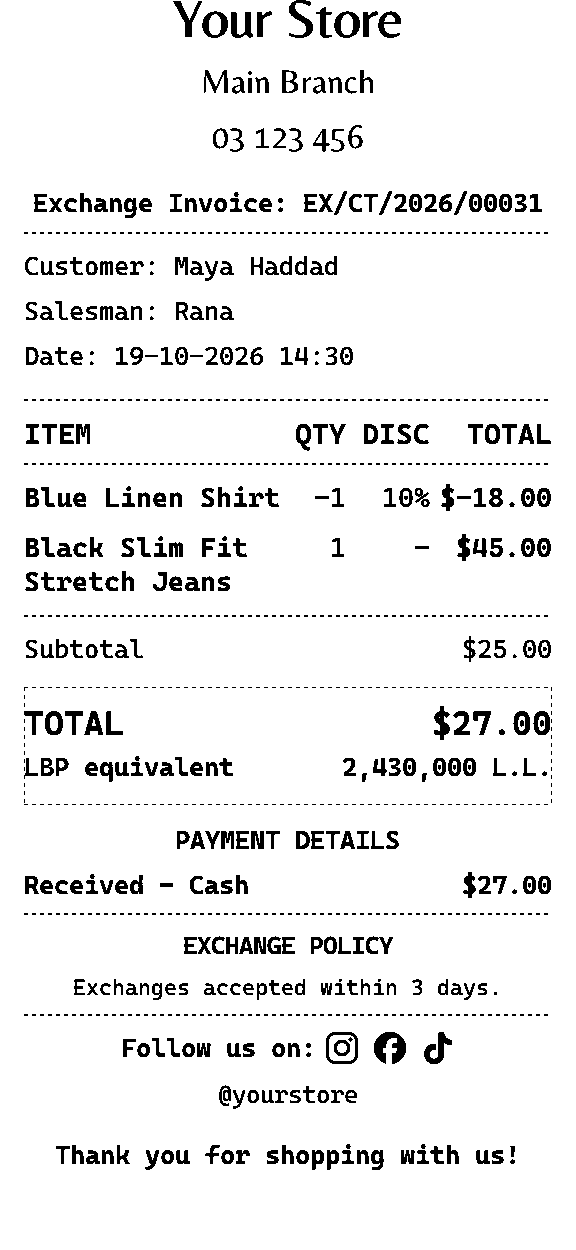 Your Store
Main Branch
03 123 456
Exchange Invoice: EX/CT/2026/00031
Customer: Maya Haddad
Salesman: Rana
Date: 19-10-2026 14:30
ITEM QTY DISC TOTAL
Blue Linen Shirt -1 10% $-18.00
Black Slim Fit 1 - $45.00
Stretch Jeans
Subtotal $25.00
TOTAL $27.00
LBP equivalent 2,430,000 L.L.
PAYMENT DETAILS
Received - Cash $27.00
EXCHANGE POLICY
Exchanges accepted within 3 days.
Follow us on:
@yourstore
Thank you for shopping with us!